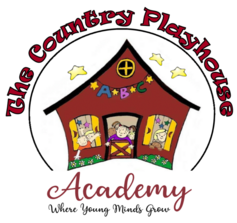 The Country Playhouse
A•B•C
Academy
Where Young Minds Grow